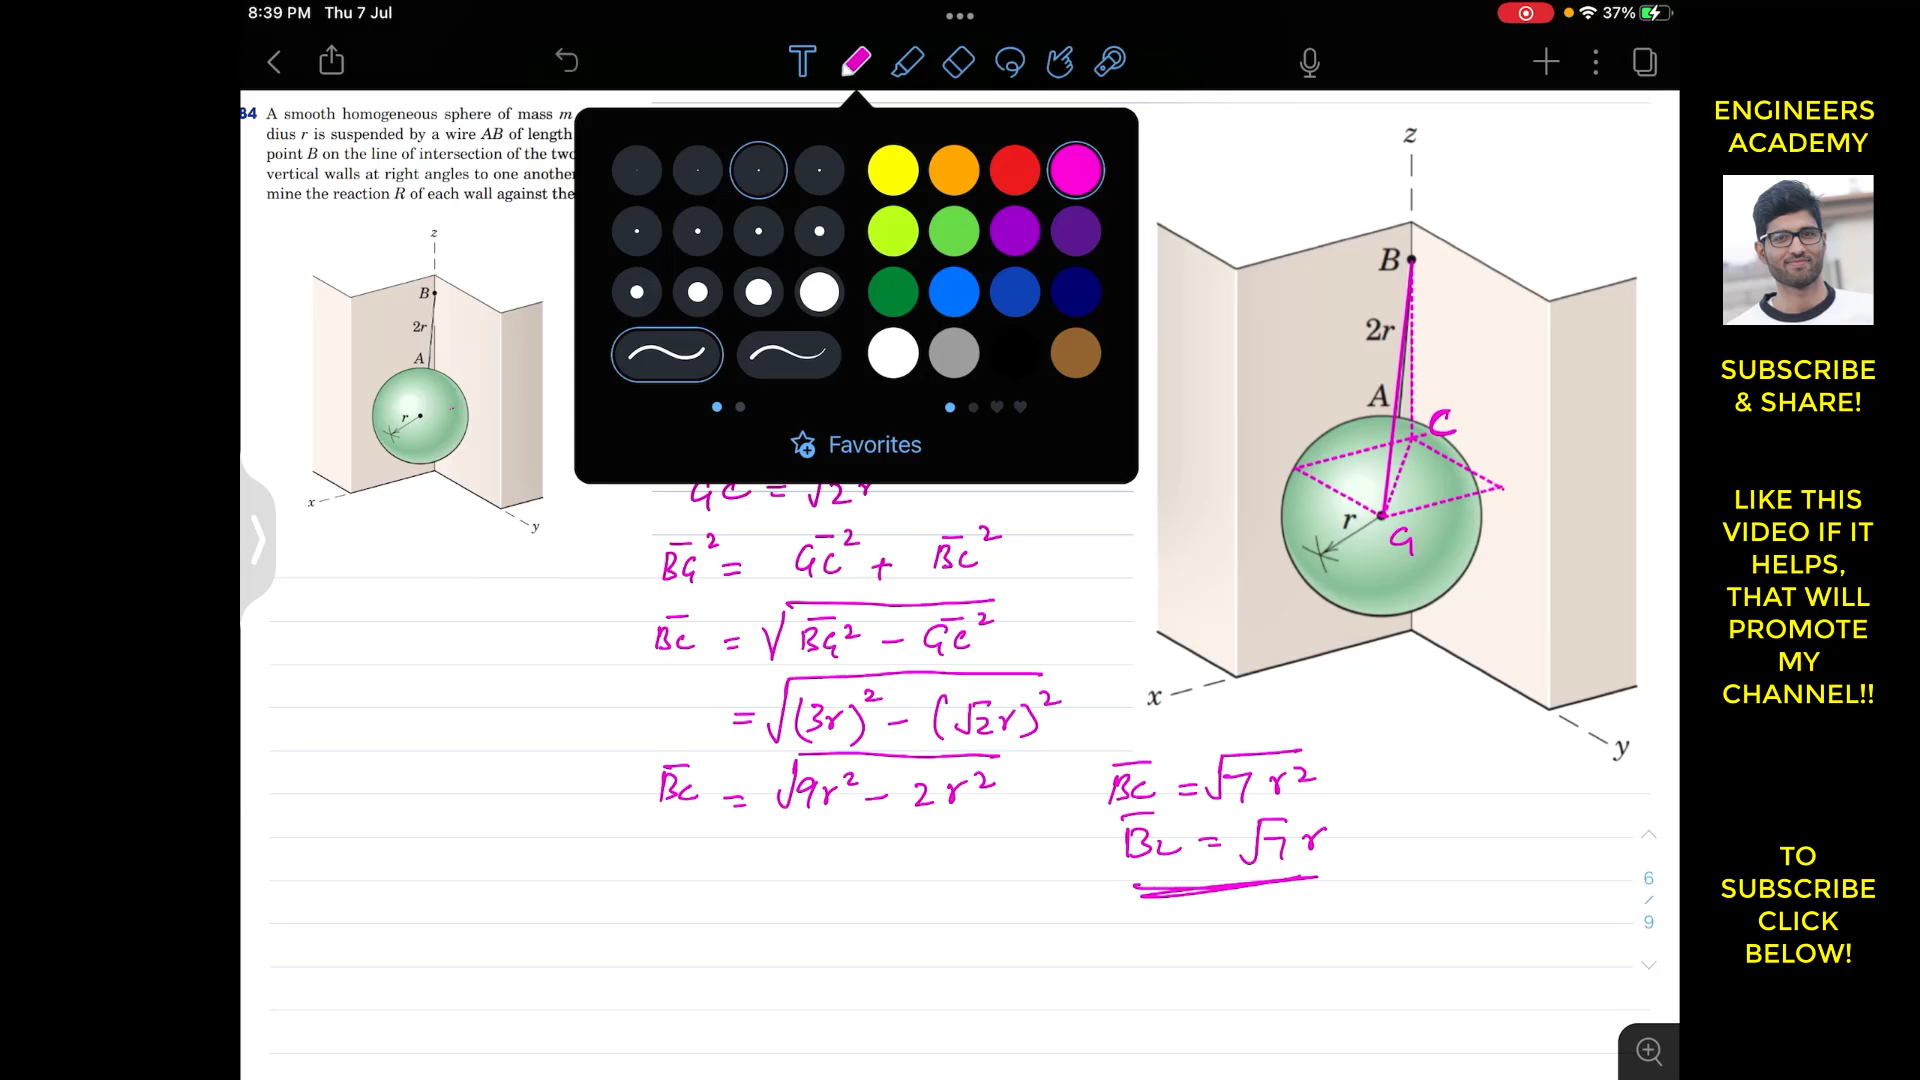 8:39 PM Thu 7 Jul
37%
84 A smooth homogeneous sphere of mass m
dius r is suspended by a wire AB of length
point B on the line of intersection of the two
vertical walls at right angles to one another
mine the reaction R of each wall against the
z
B
2r
A
r
x
y
T
Favorites
GC = √2 r
BG² = GC² + BC²
BC = √BG² - GC²
= √(3r)² - (√2r)²
BC = √9r² - 2r²
BC = √7r²
BC = √7 r
z
B
2r
A
C
r
G
x
y
6
9
ENGINEERS
ACADEMY
SUBSCRIBE
& SHARE!
LIKE THIS
VIDEO IF IT
HELPS,
THAT WILL
PROMOTE
MY
CHANNEL!!
TO
SUBSCRIBE
CLICK
BELOW!